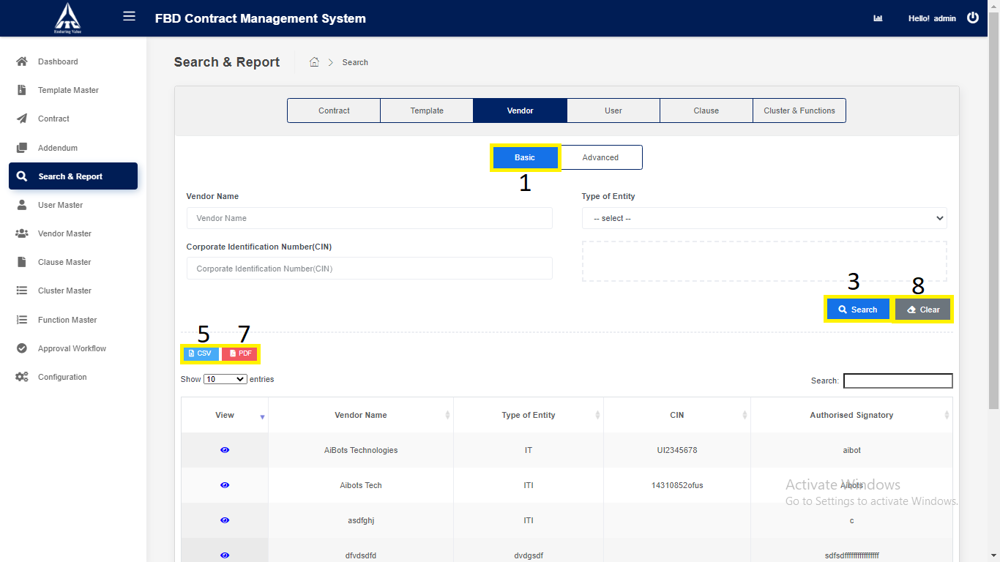 ITC
Enduring Value
FBD Contract Management System
Hello! admin
Dashboard
Template Master
Contract
Addendum
Search & Report
User Master
Vendor Master
Clause Master
Cluster Master
Function Master
Approval Workflow
Configuration
Search & Report
Search
Contract Template Vendor User Clause Cluster & Functions
Basic Advanced
1
Vendor Name Type of Entity
Vendor Name -- select --
Corporate Identification Number(CIN)
Corporate Identification Number(CIN)
3 8
Search Clear
5 7
CSV PDF
Show 10 entries Search:
View Vendor Name Type of Entity CIN Authorised Signatory
AiBots Technologies IT UI2345678 aibot
Aibots Tech ITI 14310852ofus Aibots
asdfghj ITI c
dfvdsdfd dvdgsdf
Activate Windows
Go to Settings to activate Windows.